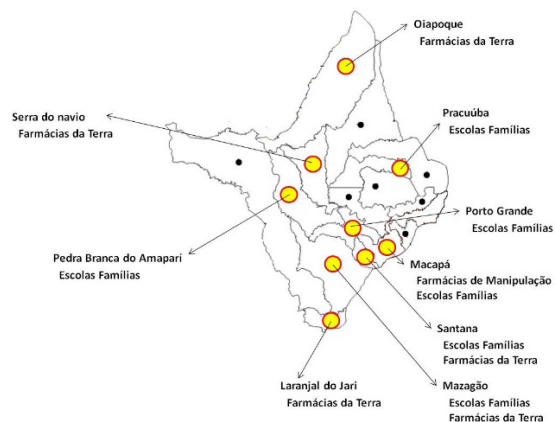 Oiapoque
Farmácias da Terra
Serra do navio
Farmácias da Terra
Pracuúba
Escolas Famílias
Porto Grande
Escolas Famílias
Pedra Branca do Amaparí
Escolas Famílias
Macapá
Farmácias de Manipulação
Escolas Famílias
Santana
Escolas Famílias
Farmácias da Terra
Laranjal do Jari
Farmácias da Terra
Mazagão
Escolas Famílias
Farmácias da Terra